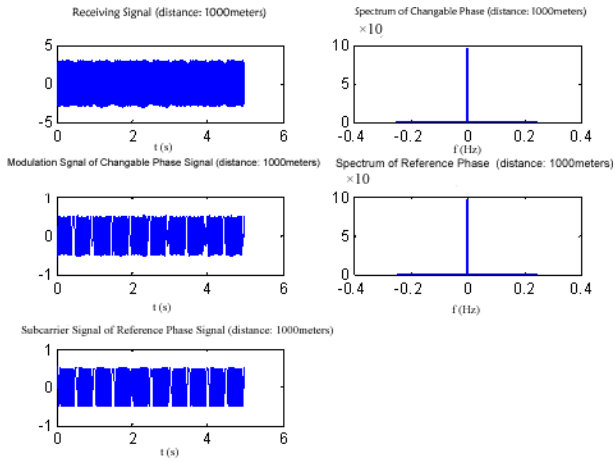 Receiving Signal (distance: 1000meters)
5
0
-5
0 2 4 6
t (s)
Spectrum of Changable Phase (distance: 1000meters)
×10
10
5
0
-0.4 -0.2 0 0.2 0.4
f (Hz)
Modulation Sgnal of Changable Phase Signal (distance: 1000meters)
1
0
-1
0 2 4 6
t (s)
Spectrum of Reference Phase (distance: 1000meters)
×10
10
5
0
-0.4 -0.2 0 0.2 0.4
f (Hz)
Subcarrier Signal of Reference Phase Signal (distance: 1000meters)
1
0
-1
0 2 4 6
t (s)